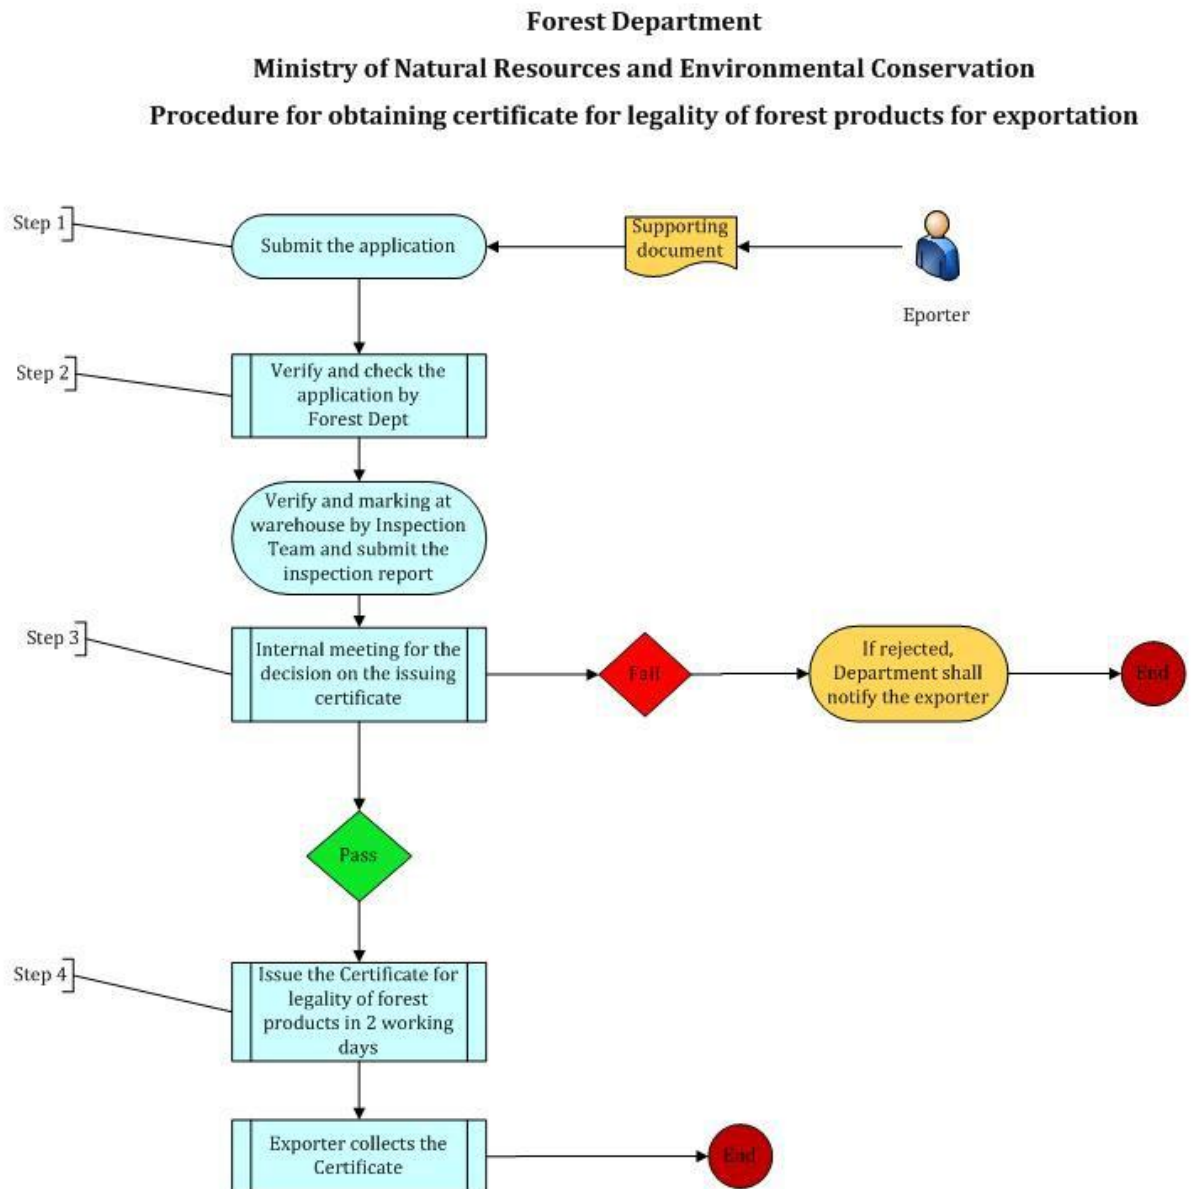 Forest Department
Ministry of Natural Resources and Environmental Conservation
Procedure for obtaining certificate for legality of forest products for exportation
Step 1
Submit the application
Supporting
document
Eporter
Step 2
Verify and check the
application by
Forest Dept
Verify and marking at
warehouse by Inspection
Team and submit the
inspection report
Step 3
Internal meeting for the
decision on the issuing
certificate
Fail
If rejected,
Department shall
notify the exporter
End
Pass
Step 4
Issue the Certificate for
legality of forest
products in 2 working
days
Exporter collects the
Certificate
End